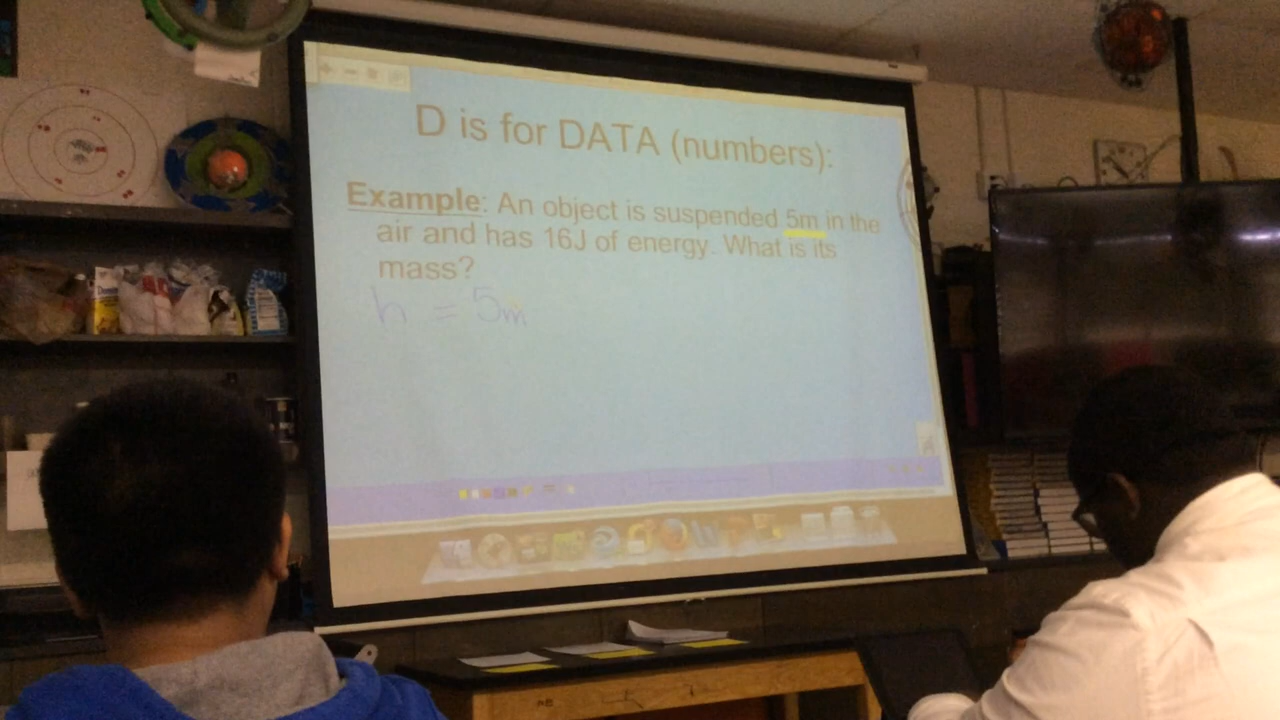 D is for DATA (numbers):
Example: An object is suspended 5m in the
air and has 16J of energy. What is its
mass?
h = 5m